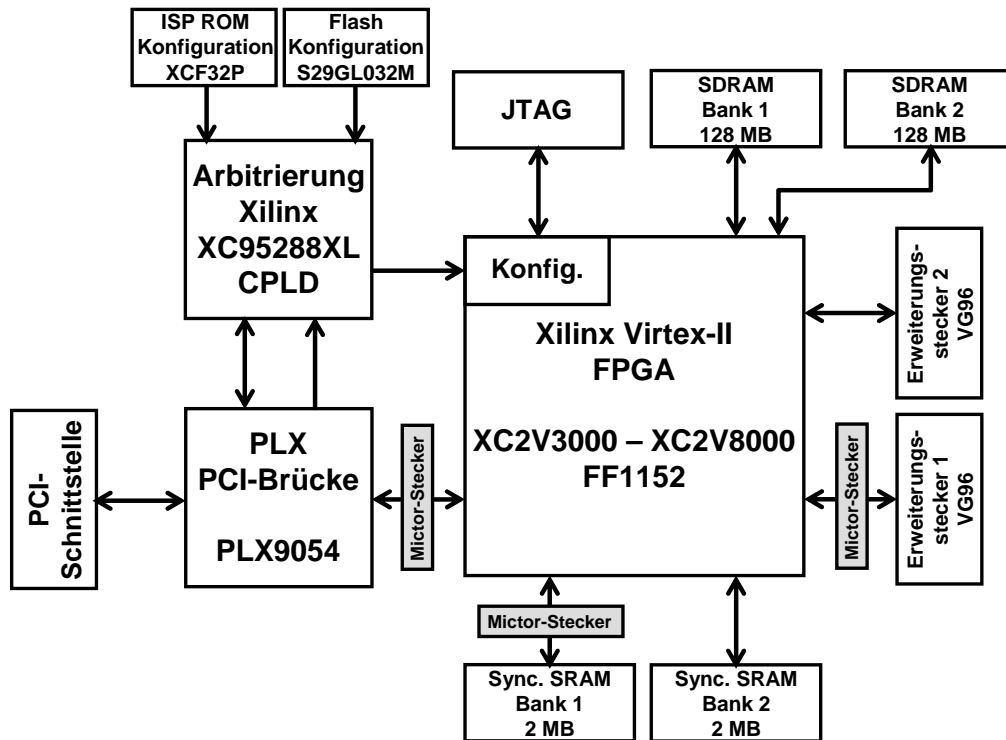 ISP ROM
Konfiguration
XCF32P
Flash
Konfiguration
S29GL032M
JTAG
SDRAM
Bank 1
128 MB
SDRAM
Bank 2
128 MB
Arbitrierung
Xilinx
XC95288XL
CPLD
Konfig.
Xilinx Virtex-II
FPGA
XC2V3000 – XC2V8000
FF1152
Erweiterungs-
stecker 2
VG96
PCI-
Schnittstelle
PLX
PCI-Brücke
PLX9054
Mictor-Stecker
Mictor-Stecker
Erweiterungs-
stecker 1
VG96
Mictor-Stecker
Sync. SRAM
Bank 1
2 MB
Sync. SRAM
Bank 2
2 MB